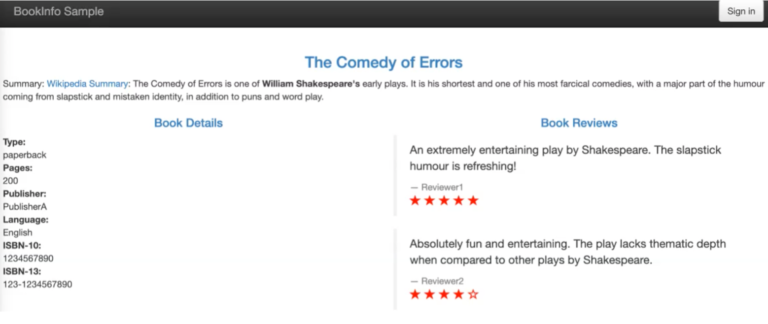 BookInfo Sample
Sign in
The Comedy of Errors
Summary: Wikipedia Summary: The Comedy of Errors is one of William Shakespeare's early plays. It is his shortest and one of his most farcical comedies, with a major part of the humour
coming from slapstick and mistaken identity, in addition to puns and word play.
Book Details
Type:
paperback
Pages:
200
Publisher:
PublisherA
Language:
English
ISBN-10:
1234567890
ISBN-13:
123-1234567890
Book Reviews
An extremely entertaining play by Shakespeare. The slapstick
humour is refreshing!
— Reviewer1
★★★★★
Absolutely fun and entertaining. The play lacks thematic depth
when compared to other plays by Shakespeare.
— Reviewer2
★★★★☆